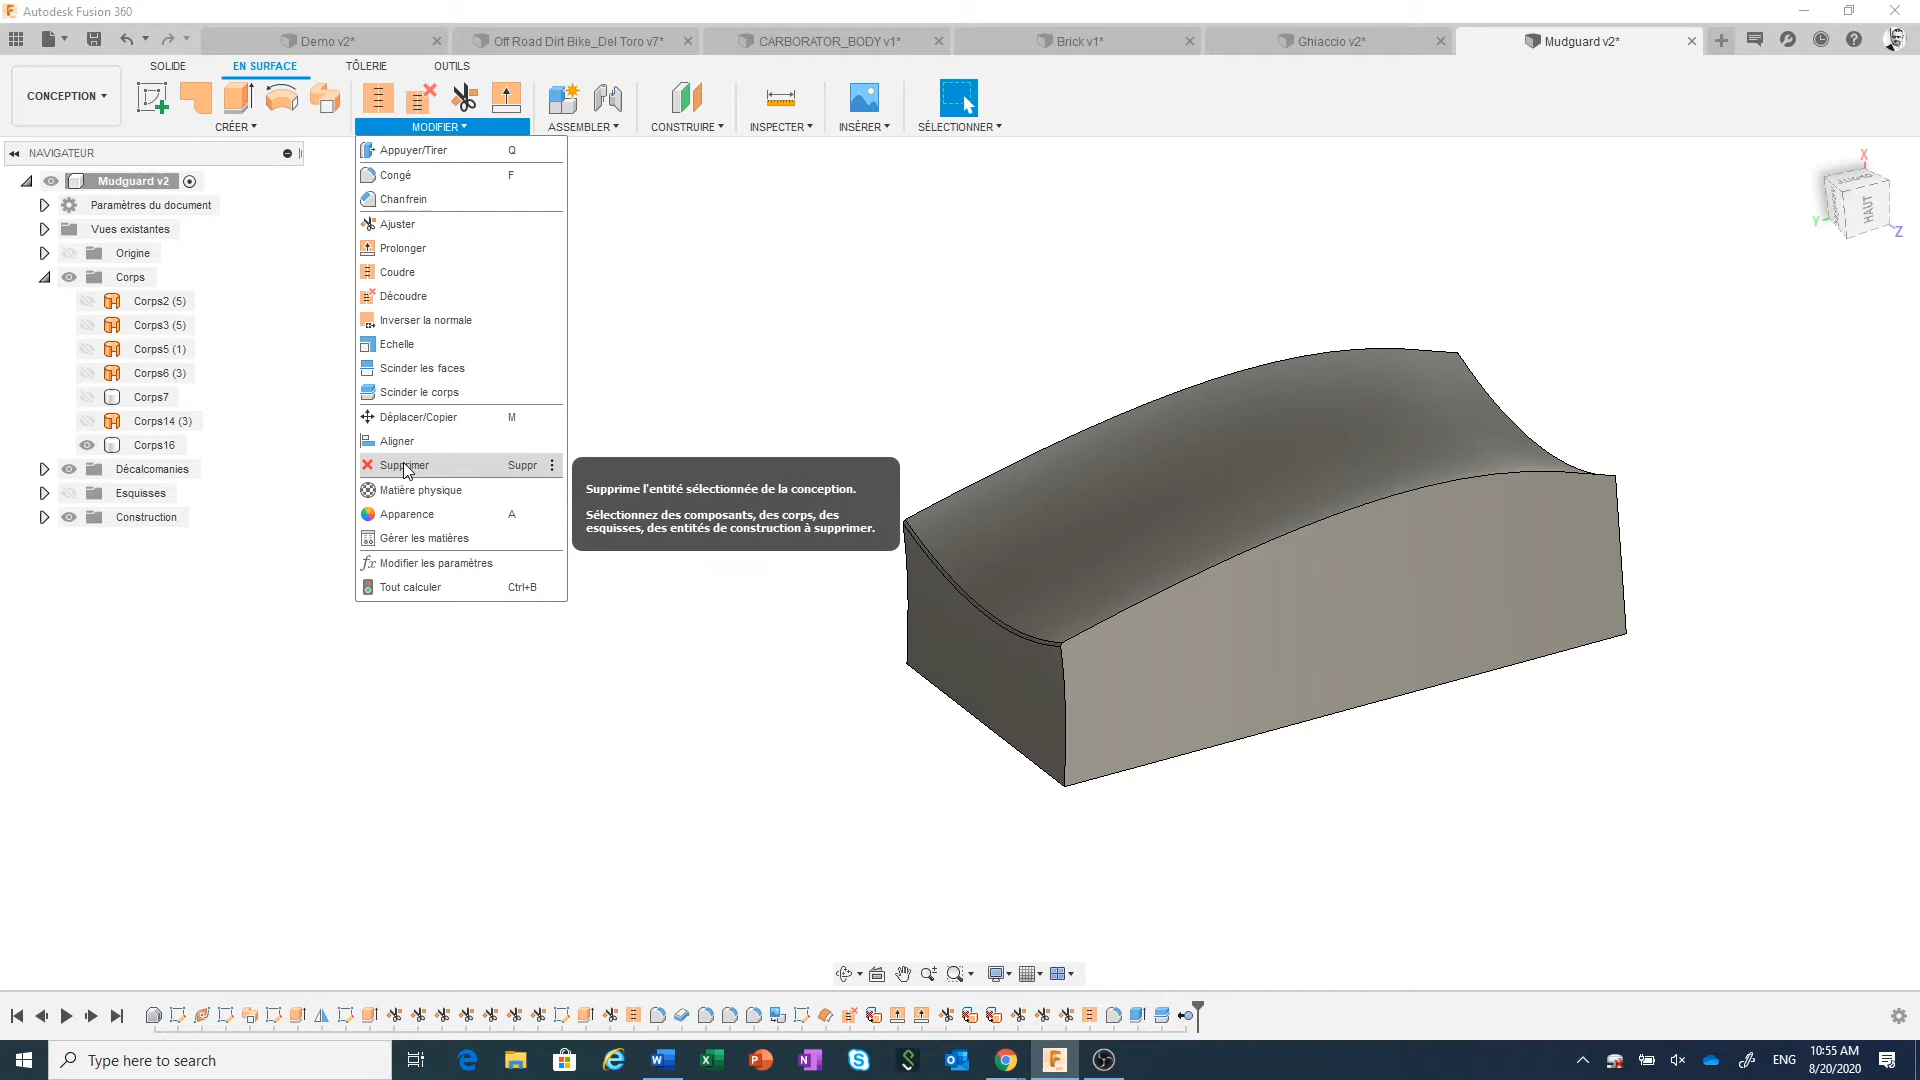 Autodesk Fusion 360
Demo v2*
Off Road Dirt Bike_Del Toro v7*
CARBORATOR_BODY v1*
Brick v1*
Ghiaccio v2*
Mudguard v2*
SOLIDE
EN SURFACE
TÔLERIE
OUTILS
CONCEPTION
CRÉER
MODIFIER
ASSEMBLER
CONSTRUIRE
INSPECTER
INSÉRER
SÉLECTIONNER
NAVIGATEUR
Mudguard v2
Paramètres du document
Vues existantes
Origine
Corps
Corps2 (5)
Corps3 (5)
Corps5 (1)
Corps6 (3)
Corps7
Corps14 (3)
Corps16
Décalcomanies
Esquisses
Construction
Appuyer/Tirer Q
Congé F
Chanfrein
Ajuster
Prolonger
Coudre
Découdre
Inverser la normale
Echelle
Scinder les faces
Scinder le corps
Déplacer/Copier M
Aligner
Supprimer Suppr
Matière physique
Apparence A
Gérer les matières
Modifier les paramètres
Tout calculer Ctrl+B
Supprime l'entité sélectionnée de la conception.
Sélectionnez des composants, des corps, des
esquisses, des entités de construction à supprimer.
X
DROITE
HAUT
Y
Z
Type here to search
ENG
10:55 AM
8/20/2020